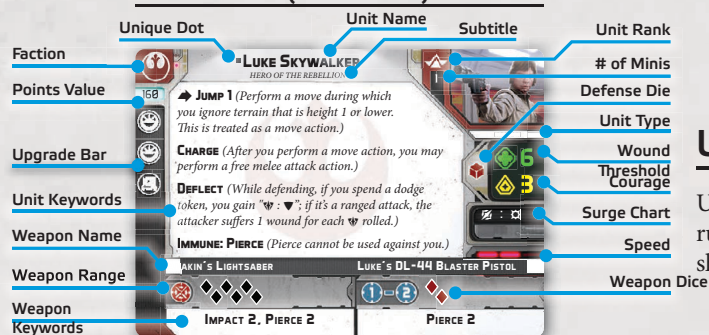 Unique Dot
Unit Name
Subtitle
Unit Rank
# of Minis
Defense Die
Unit Type
Wound
Threshold
Courage
Surge Chart
Speed
Weapon Dice
Faction
Points Value
Upgrade Bar
Unit Keywords
Weapon Name
Weapon Range
Weapon
Keywords
LUKE SKYWALKER
HERO OF THE REBELLION
160
1
JUMP 1 (Perform a move during which
you ignore terrain that is height 1 or lower.
This is treated as a move action.)
CHARGE (After you perform a move action, you may
perform a free melee attack action.)
DEFLECT (While defending, if you spend a dodge
token, you gain " : "; if it's a ranged attack, the
attacker suffers 1 wound for each rolled.)
IMMUNE: PIERCE (Pierce cannot be used against you.)
6
3
AKIN'S LIGHTSABER
LUKE'S DL-44 BLASTER PISTOL
1 - 2
IMPACT 2, PIERCE 2
PIERCE 2